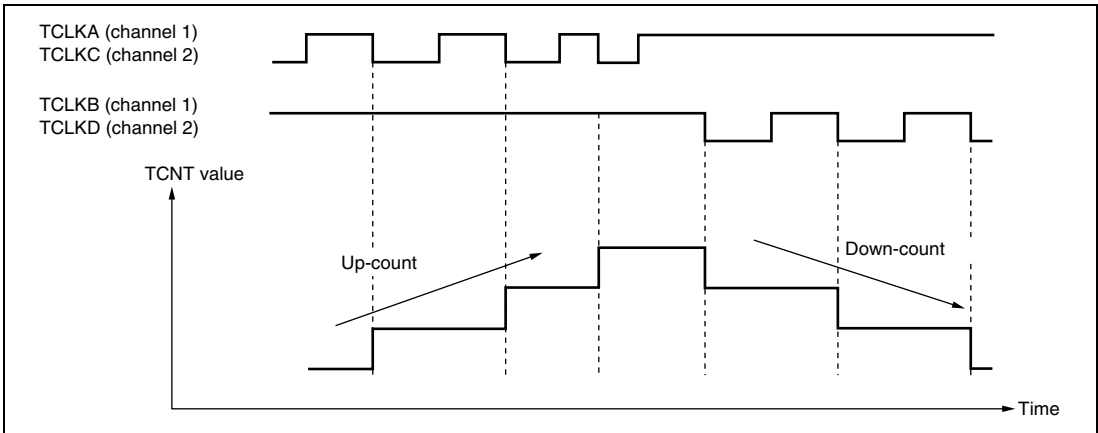 TCLKA (channel 1)
TCLKC (channel 2)
TCLKB (channel 1)
TCLKD (channel 2)
TCNT value
Up-count
Down-count
Time